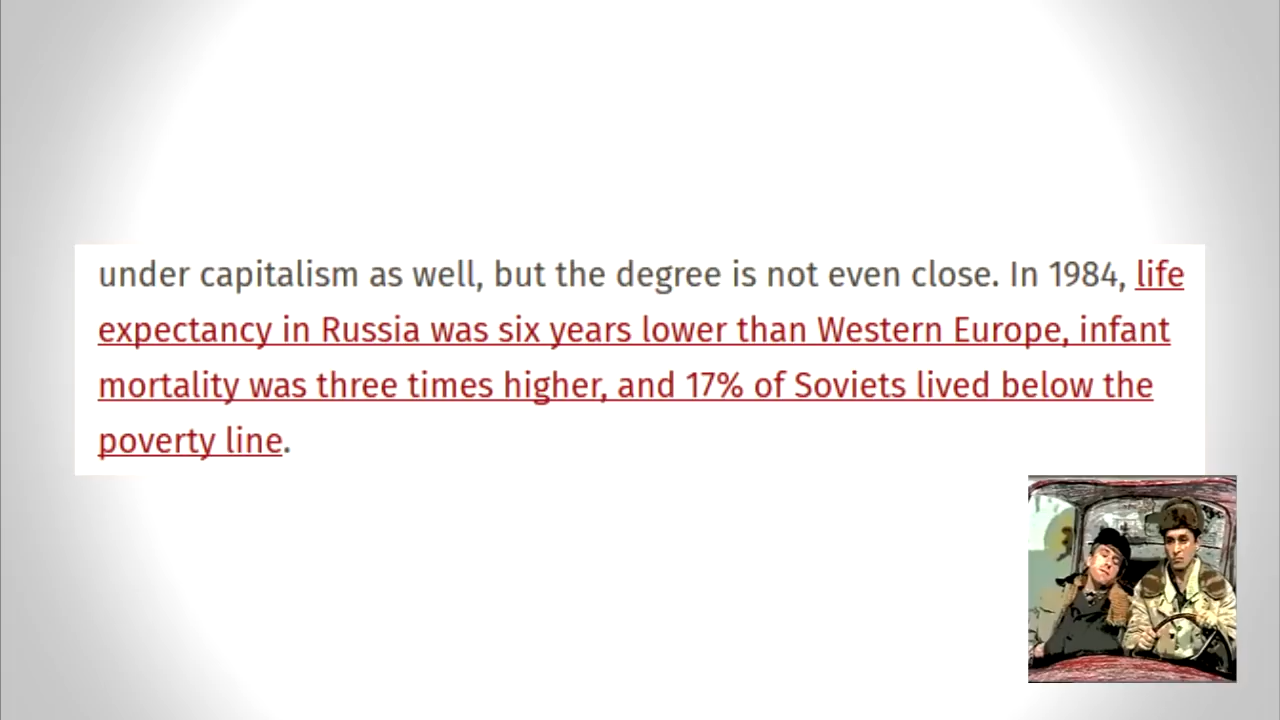 under capitalism as well, but the degree is not even close. In 1984, life
expectancy in Russia was six years lower than Western Europe, infant
mortality was three times higher, and 17% of Soviets lived below the
poverty line.